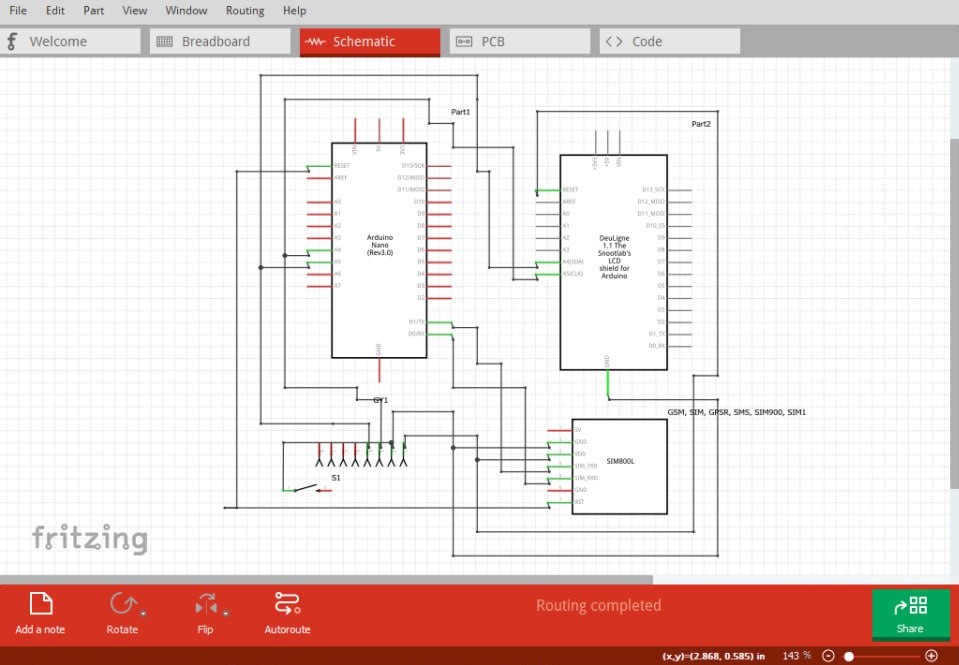 File Edit Part View Window Routing Help
Welcome Breadboard Schematic PCB Code
Part1
Part2
RESET
AREF
A0
A1
A2
A3
A4
A5
A6
A7
D13/SCK
D12/MISO
D11/MOSI
D10
D9
D8
D7
D6
D5
D4
D3
D2
D1/TX
D0/RX
GND
Arduino
Nano
(Rev3.0)
RESET
AREF
A0
A1
A2
A3
A4(SDA)
A5(CLK)
D13_SCK
D12_MISO
D11_MOSI
D10_SS
D9
D8
D7
D6
D5
D4
D3
D2
D1_TX
D0_RX
GND
DeuLigne
1.1 The
Snootlab's
LCD
shield for
Arduino
GY1
S1
GSM, SIM, GPSR, SMS, SIM900, SIM1
5V
GND
VDD
SIM_TXD
SIM_RXD
GND
RST
SIM800L
fritzing
Add a note Rotate Flip Autoroute
Routing completed
Share
(x,y)=(2.868, 0.585) in 143 %